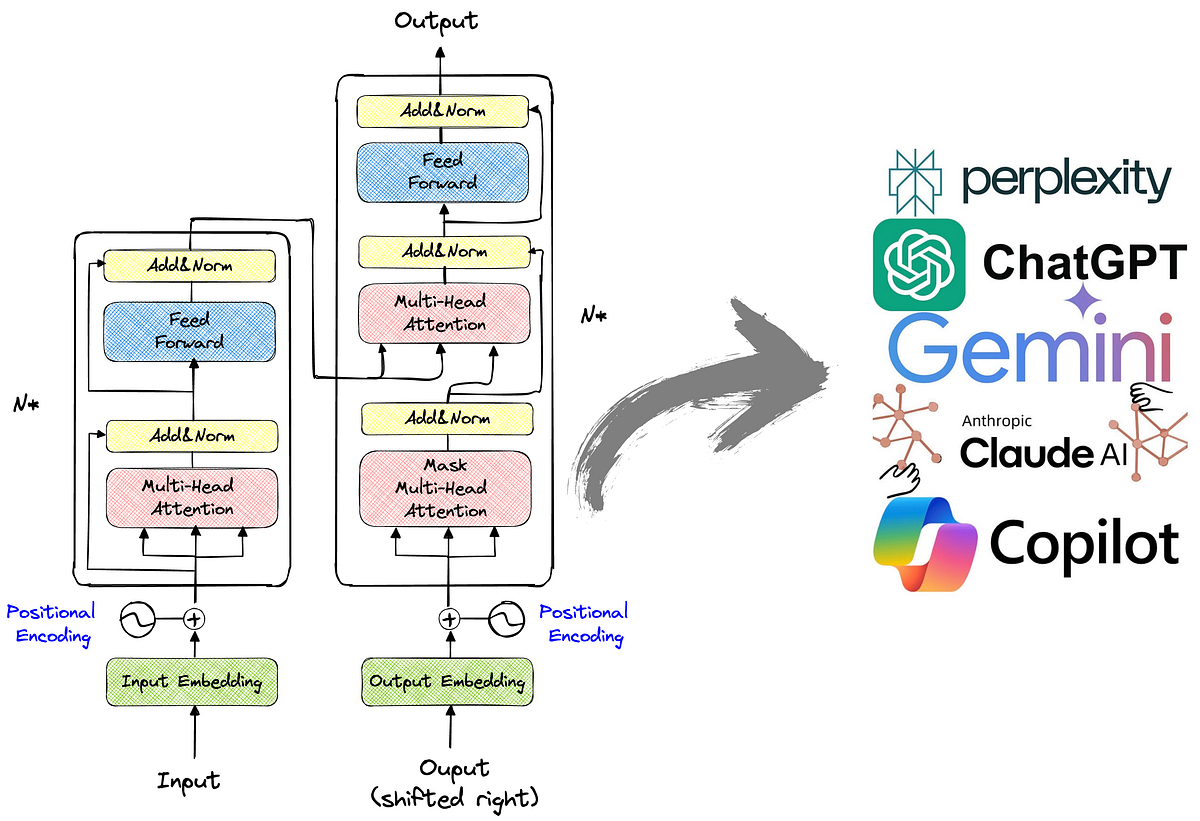 Output
Add&Norm
Feed
Forward
Add&Norm
Multi-Head
Attention
Add&Norm
Mask
Multi-Head
Attention
N*
Add&Norm
Feed
Forward
Add&Norm
Multi-Head
Attention
N*
Positional
Encoding
+
+
Positional
Encoding
Input Embedding
Output Embedding
Input
Ouput
(shifted right)
perplexity
ChatGPT
Gemini
Anthropic
Claude AI
Copilot